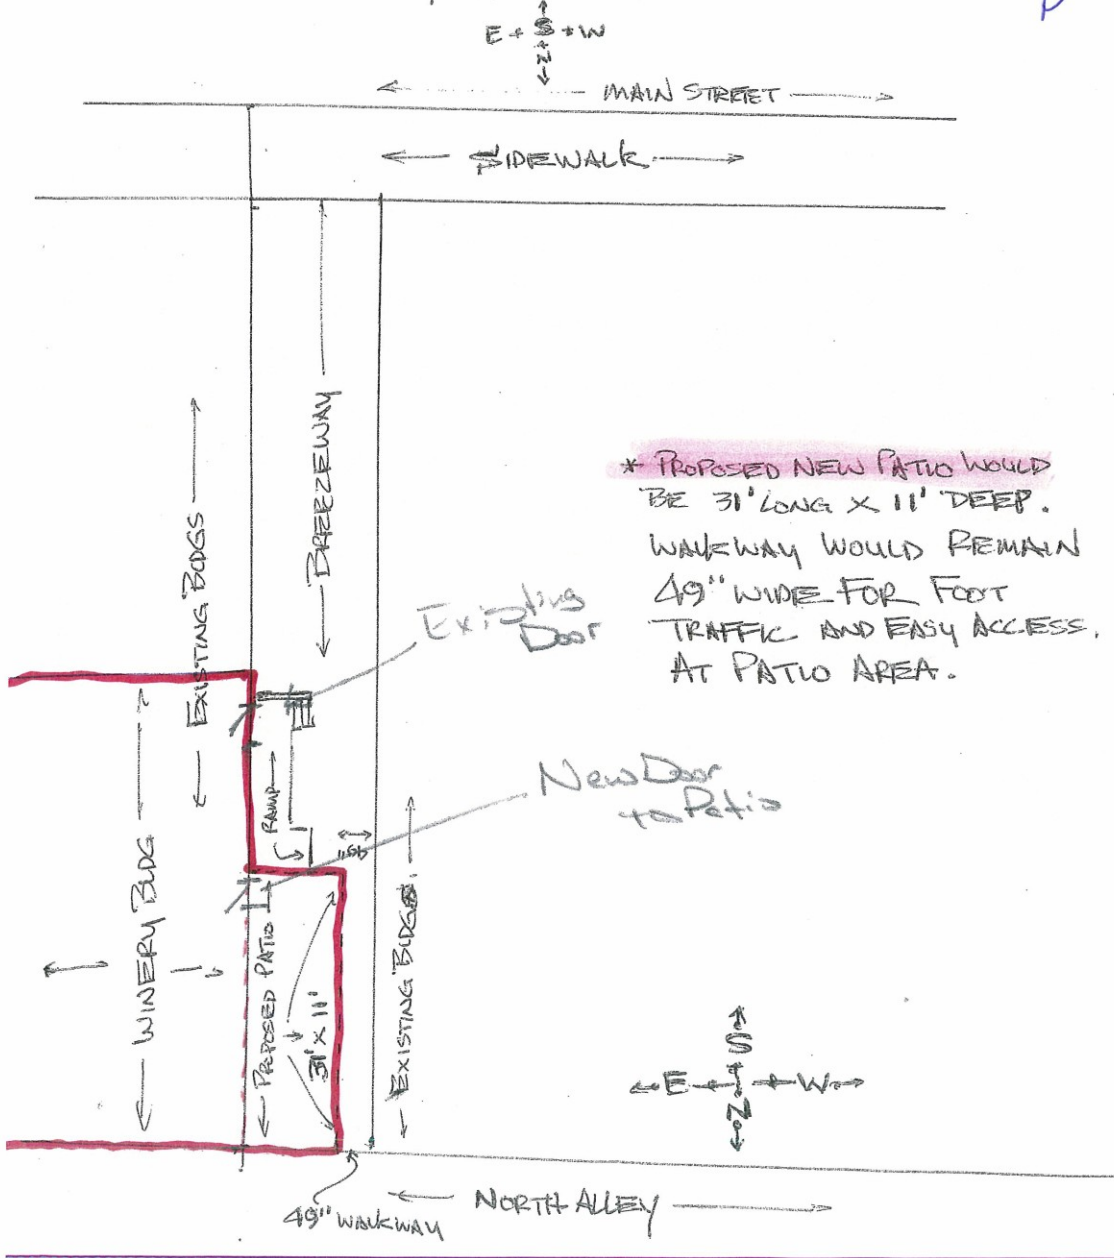 E + S + W
N
MAIN STREET
SIDEWALK
BREEZEWAY
EXISTING BLDGS
* PROPOSED NEW PATIO WOULD
BE 31' LONG X 11' DEEP.
WALKWAY WOULD REMAIN
49" WIDE FOR FOOT
TRAFFIC AND EASY ACCESS.
AT PATIO AREA.
Existing
Door
New Door
to Patio
RAMP
WINERY BLDG
PROPOSED PATIO
31' X 11'
EXISTING BLDGS.
S
E W
N
49" WALKWAY
NORTH ALLEY